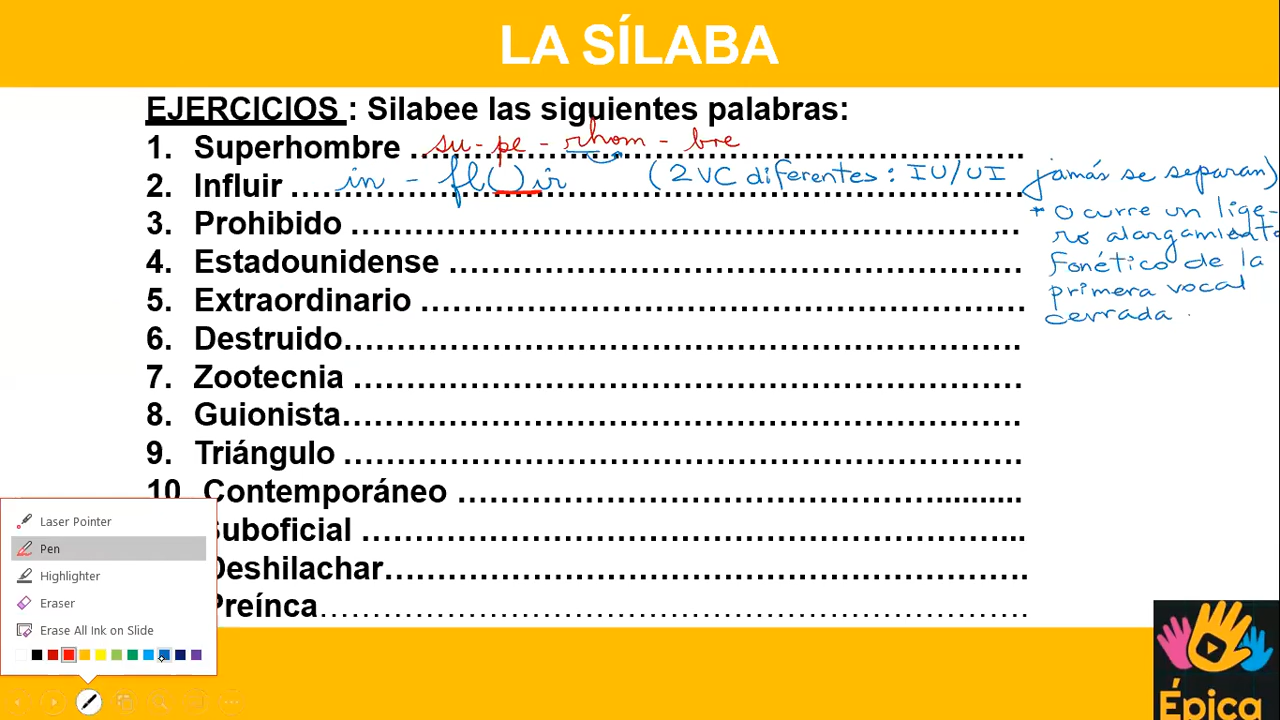 LA SÍLABA
EJERCICIOS : Silabee las siguientes palabras:
1. Superhombre ..su-pe-rhom-bre
2. Influir .... in - flu ir (2VC diferentes: IU/UI jamás se separan)
* Ocurre un lige-
ro alargamiento
fonético de la
primera vocal
cerrada.
3. Prohibido
4. Estadounidense
5. Extraordinario
6. Destruido
7. Zootecnia
8. Guionista
9. Triángulo
10 Contemporáneo
Suboficial
Deshilachar
Preínca
Laser Pointer
Pen
Highlighter
Eraser
Erase All Ink on Slide
Épica